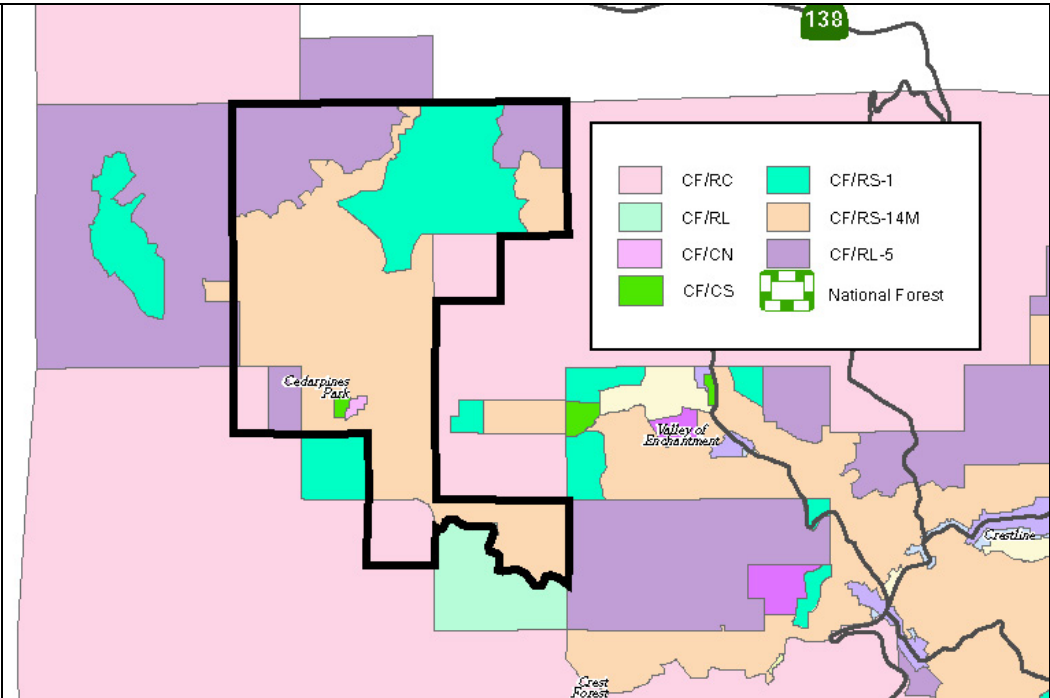 138
CF/RC
CF/RS-1
CF/RL
CF/RS-14M
CF/CN
CF/RL-5
CF/CS
National Forest
Cedarpines
Park
Valley of
Enchantment
Crestline
Crest
Forest